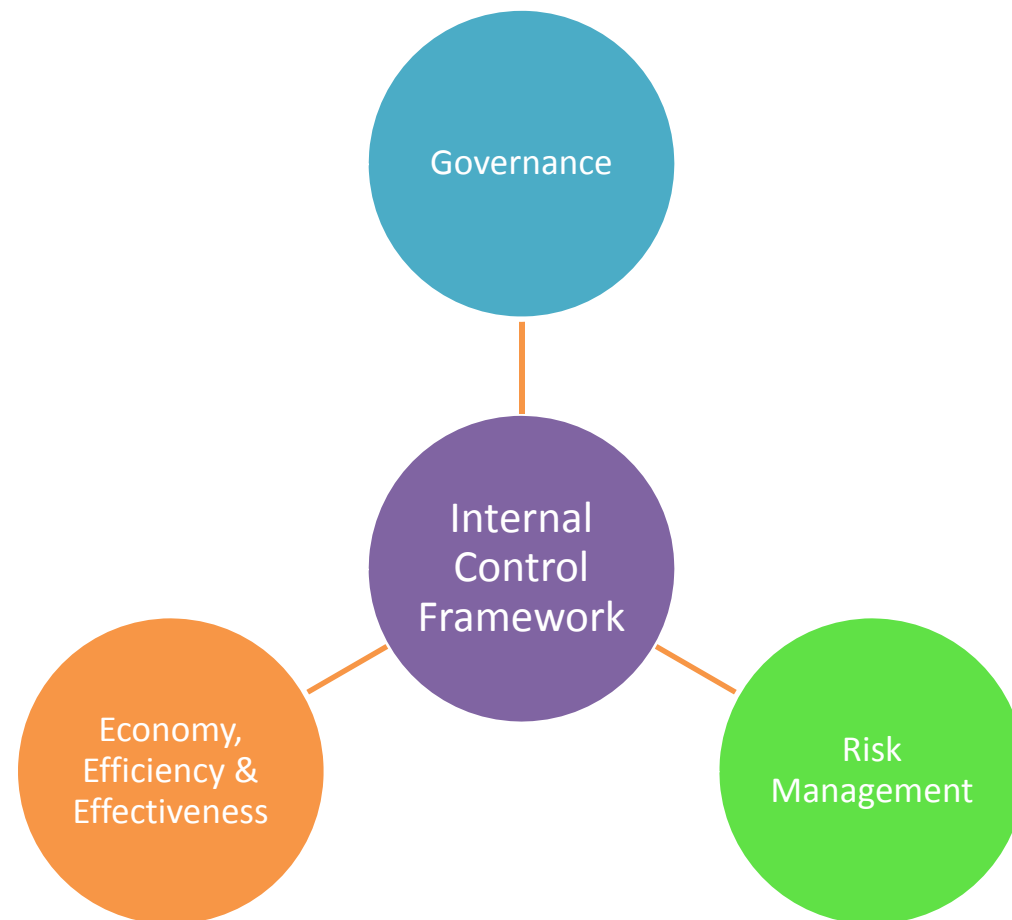 Governance
Internal
Control
Framework
Economy,
Efficiency &
Effectiveness
Risk
Management